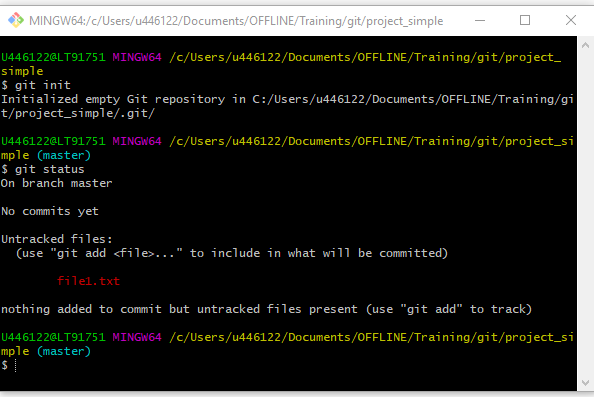 MINGW64:/c/Users/u446122/Documents/OFFLINE/Training/git/project_simple
U446122@LT91751 MINGW64 /c/Users/u446122/Documents/OFFLINE/Training/git/project_
simple
$ git init
Initialized empty Git repository in C:/Users/u446122/Documents/OFFLINE/Training/gi
t/project_simple/.git/
U446122@LT91751 MINGW64 /c/Users/u446122/Documents/OFFLINE/Training/git/project_si
mple (master)
$ git status
On branch master
No commits yet
Untracked files:
(use "git add <file>..." to include in what will be committed)
file1.txt
nothing added to commit but untracked files present (use "git add" to track)
U446122@LT91751 MINGW64 /c/Users/u446122/Documents/OFFLINE/Training/git/project_si
mple (master)
$